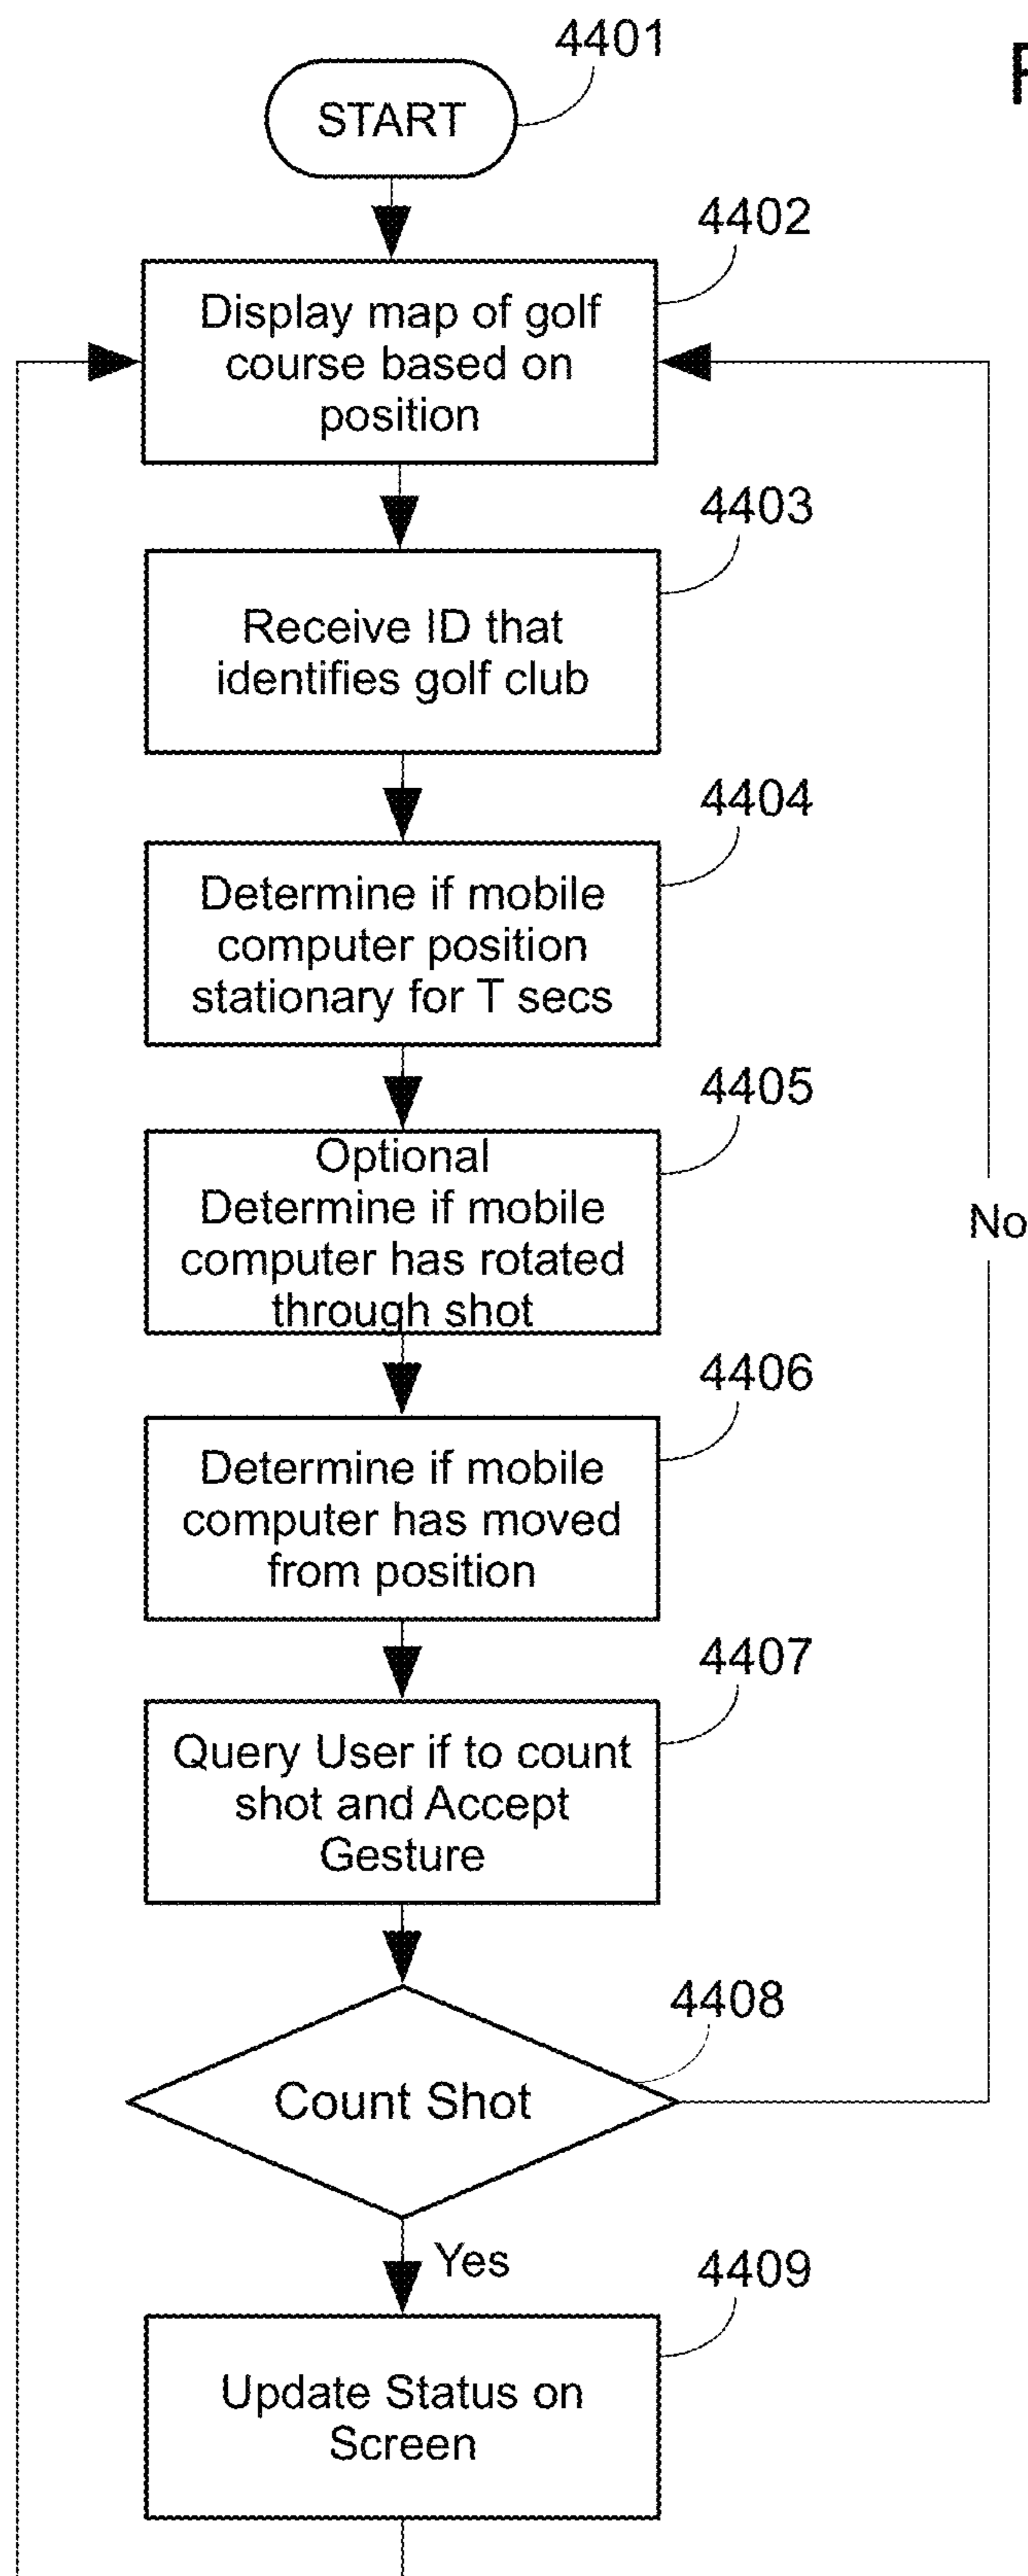 4401
START
4402
Display map of golf
course based on
position
4403
Receive ID that
identifies golf club
4404
Determine if mobile
computer position
stationary for T secs
4405
Optional
Determine if mobile
computer has rotated
through shot
No
4406
Determine if mobile
computer has moved
from position
4407
Query User if to count
shot and Accept
Gesture
4408
Count Shot
Yes
4409
Update Status on
Screen